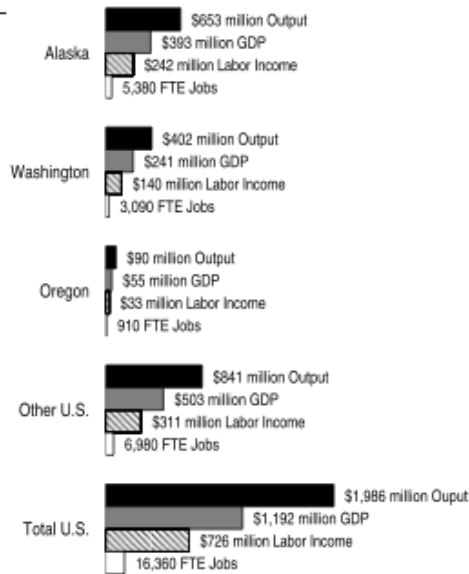 $653 million Output
$393 million GDP
Alaska
$242 million Labor Income
5,380 FTE Jobs
$402 million Output
$241 million GDP
Washington
$140 million Labor Income
3,090 FTE Jobs
$90 million Output
$55 million GDP
Oregon
$33 million Labor Income
910 FTE Jobs
$841 million Output
$503 million GDP
Other U.S.
$311 million Labor Income
6,980 FTE Jobs
$1,986 million Ouput
$1,192 million GDP
Total U.S.
$726 million Labor Income
16,360 FTE Jobs